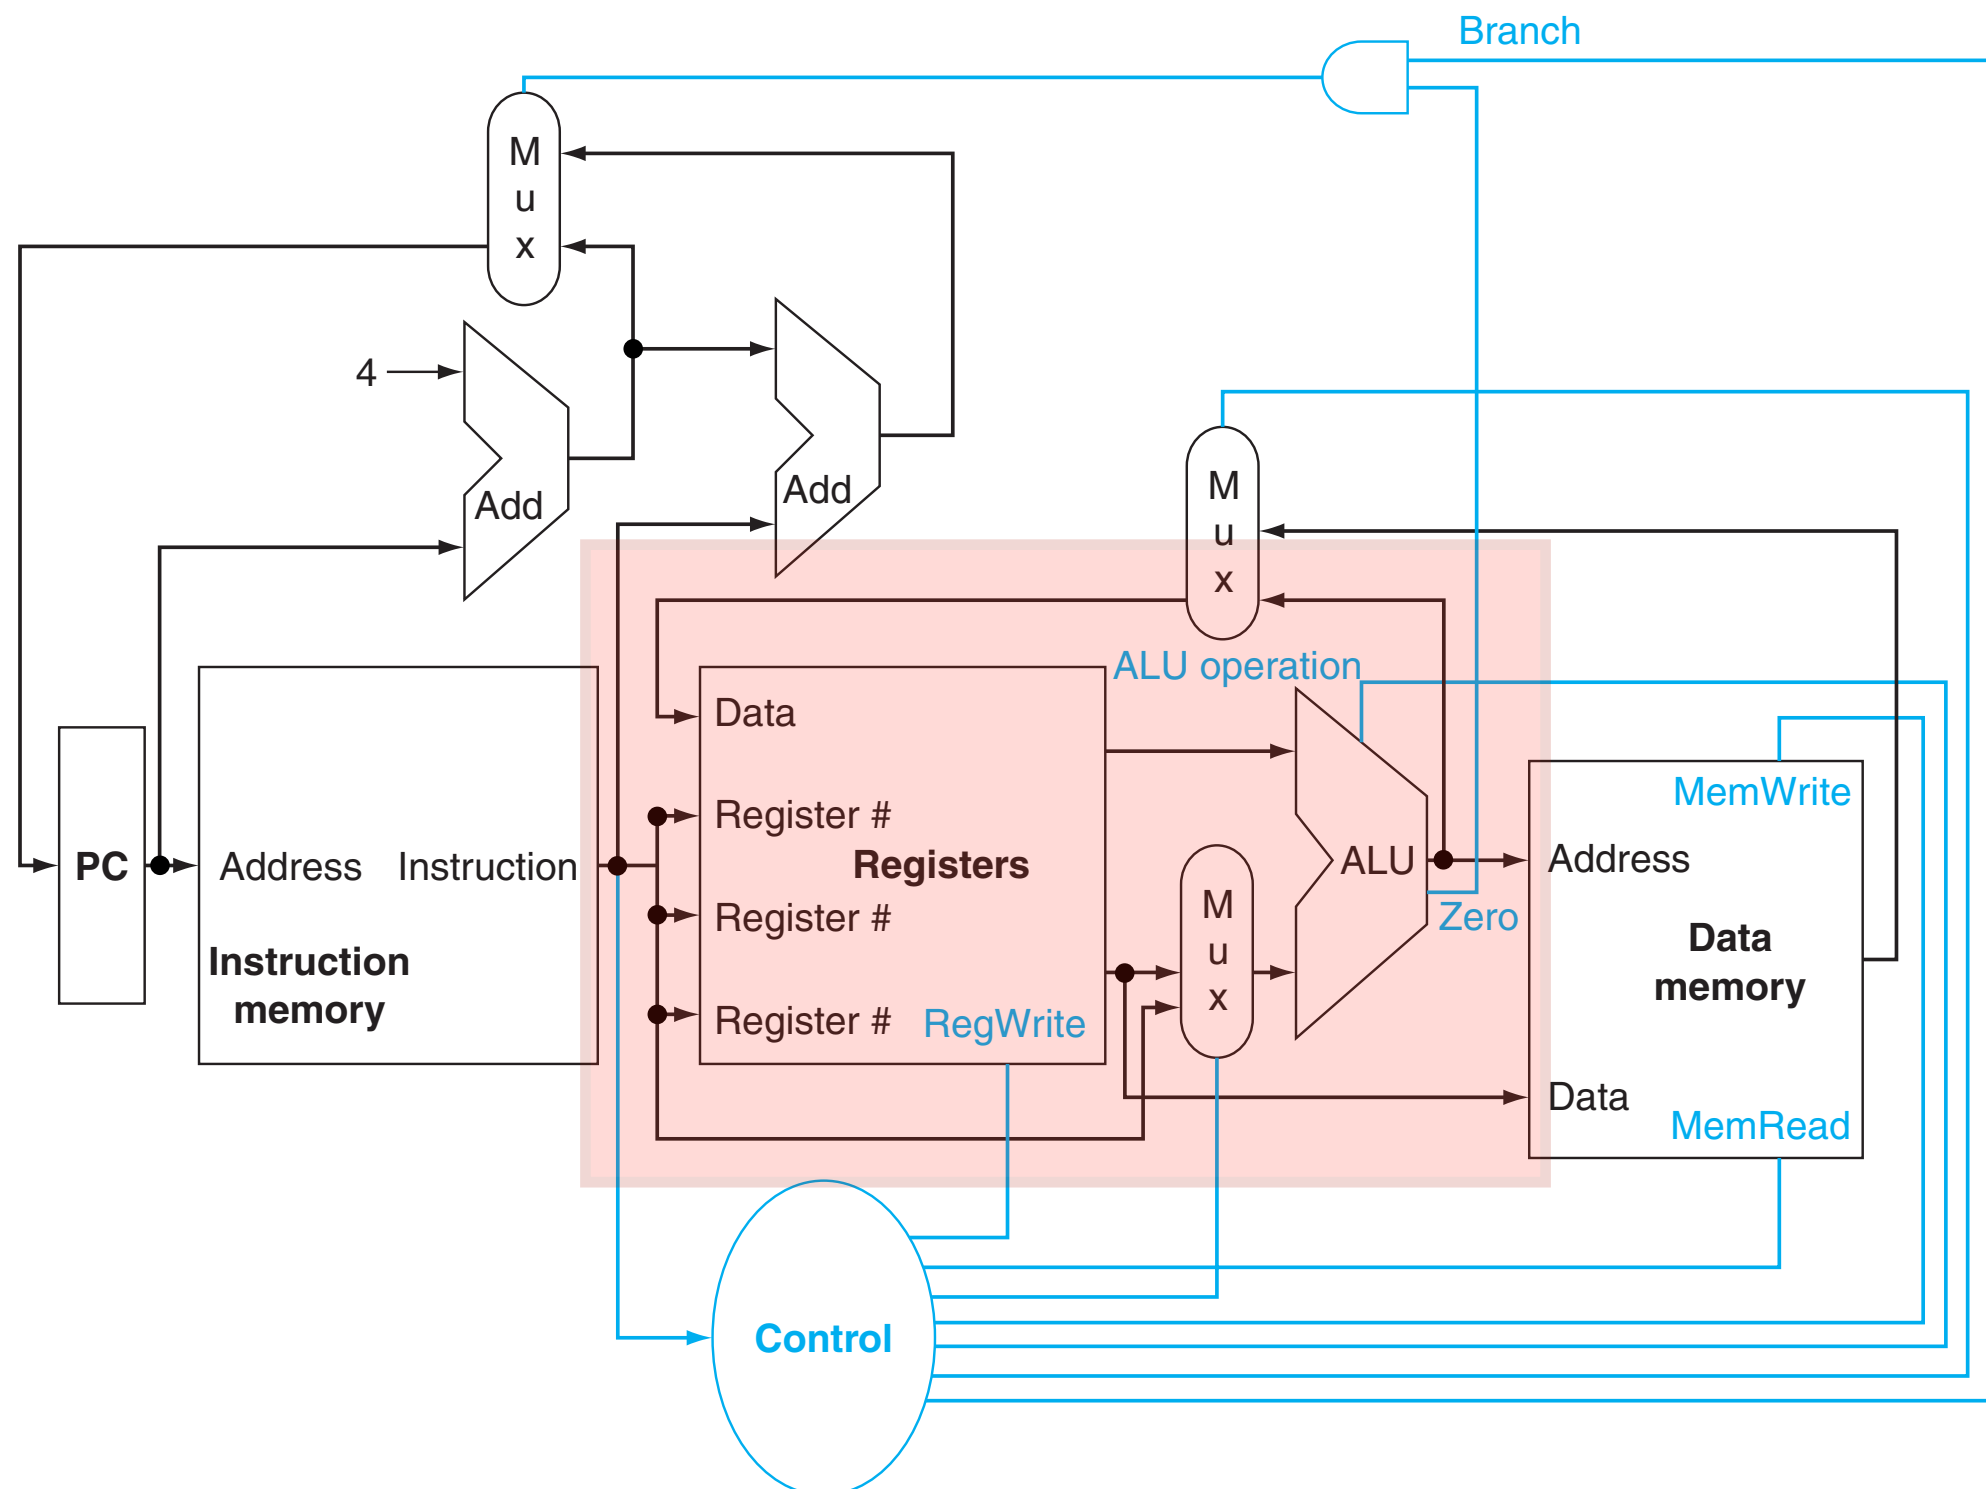 Branch
M
u
x
4
Add
Add
M
u
x
ALU operation
Data
MemWrite
Register #
PC
Address
Instruction
Registers
ALU
Address
M
u
x
Register #
Zero
Instruction
memory
Data
memory
Register #
RegWrite
Data
MemRead
Control